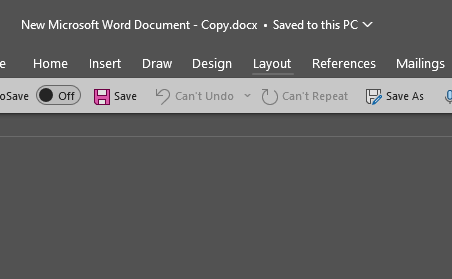 New Microsoft Word Document - Copy.docx • Saved to this PC
Home Insert Draw Design Layout References Mailings
Off Save Can't Undo Can't Repeat Save As